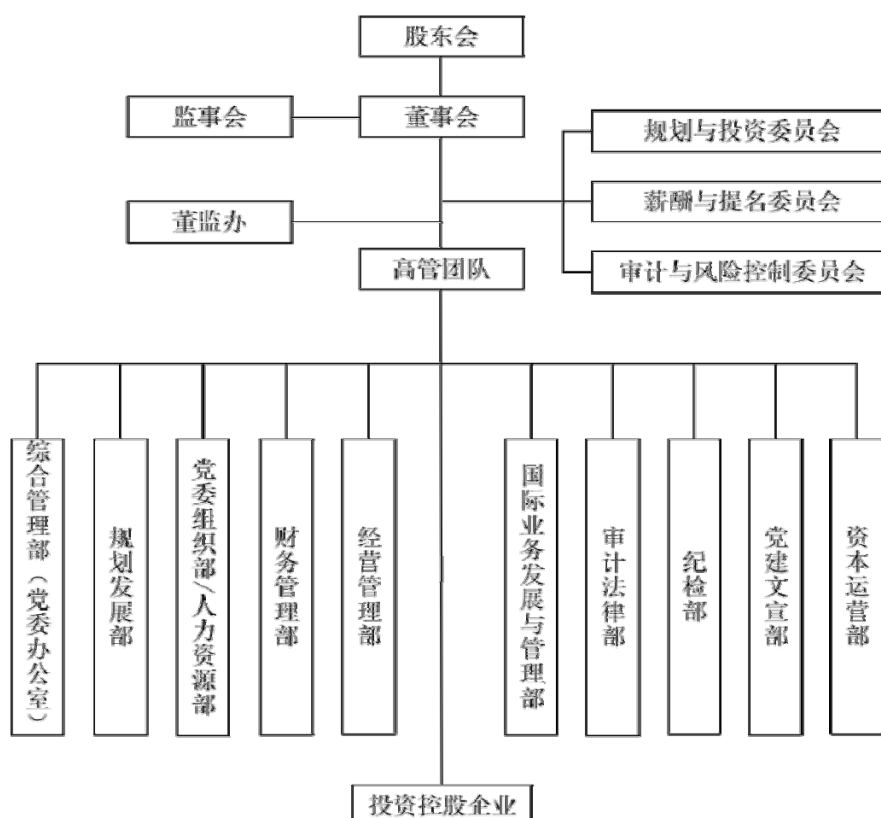 股东会
监事会
董事会
规划与投资委员会
薪酬与提名委员会
董监办
高管团队
审计与风险控制委员会
综合管理部（党委办公室）
规划发展部
党委组织部/人力资源部
财务管理部
经营管理部
国际业务发展与管理部
审计法律部
纪检部
党建文宣部
资本运营部
投资控股企业